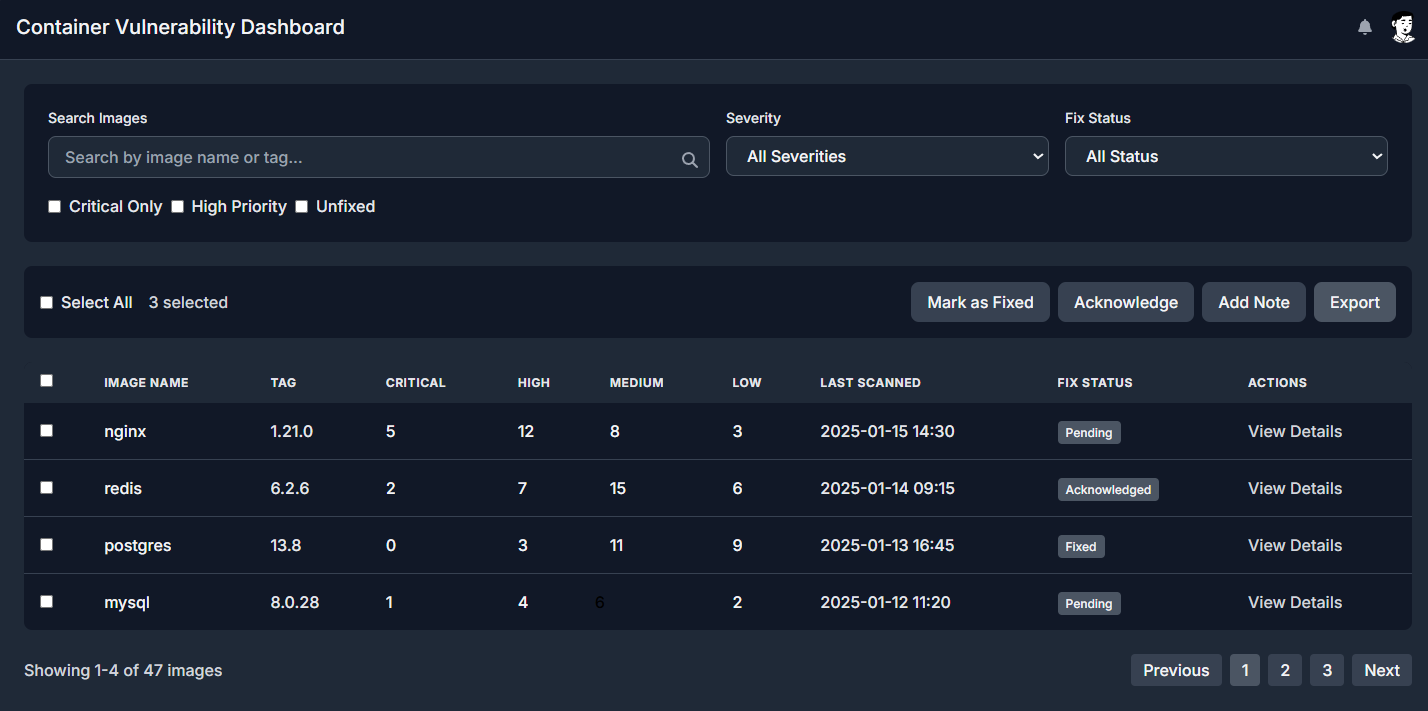 Container Vulnerability Dashboard
Search Images
Severity
Fix Status
Search by image name or tag...
All Severities
All Status
Critical Only High Priority Unfixed
Select All 3 selected
Mark as Fixed Acknowledge Add Note Export
IMAGE NAME TAG CRITICAL HIGH MEDIUM LOW LAST SCANNED FIX STATUS ACTIONS
nginx 1.21.0 5 12 8 3 2025-01-15 14:30 Pending View Details
redis 6.2.6 2 7 15 6 2025-01-14 09:15 Acknowledged View Details
postgres 13.8 0 3 11 9 2025-01-13 16:45 Fixed View Details
mysql 8.0.28 1 4 6 2 2025-01-12 11:20 Pending View Details
Showing 1-4 of 47 images
Previous 1 2 3 Next